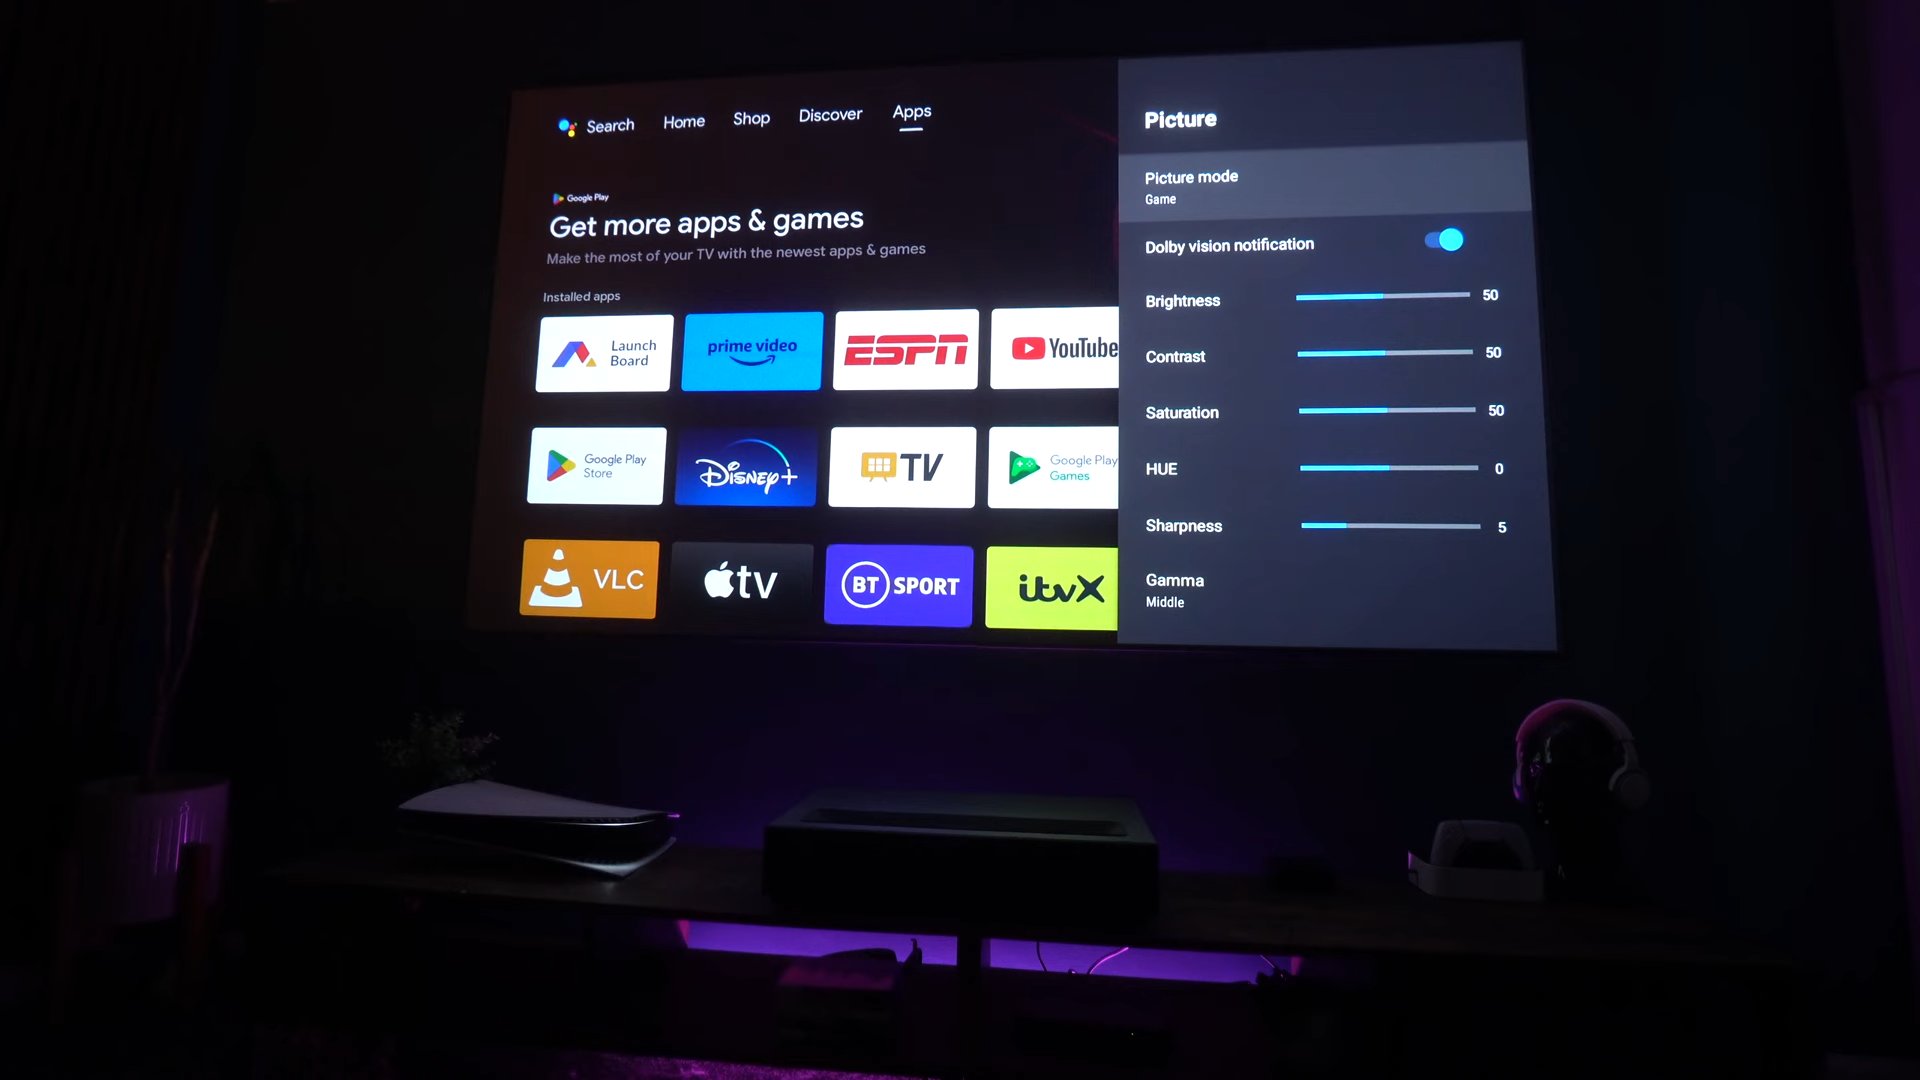 Search Home Shop Discover Apps
Google Play
Get more apps & games
Make the most of your TV with the newest apps & games
Installed apps
Launch
Board
prime video
ESPN
YouTube
Google Play
Store
Disney+
TV
Google Play
Games
VLC
tv
BT SPORT
itvX
Picture
Picture mode
Game
Dolby vision notification
Brightness 50
Contrast 50
Saturation 50
HUE 0
Sharpness 5
Gamma
Middle